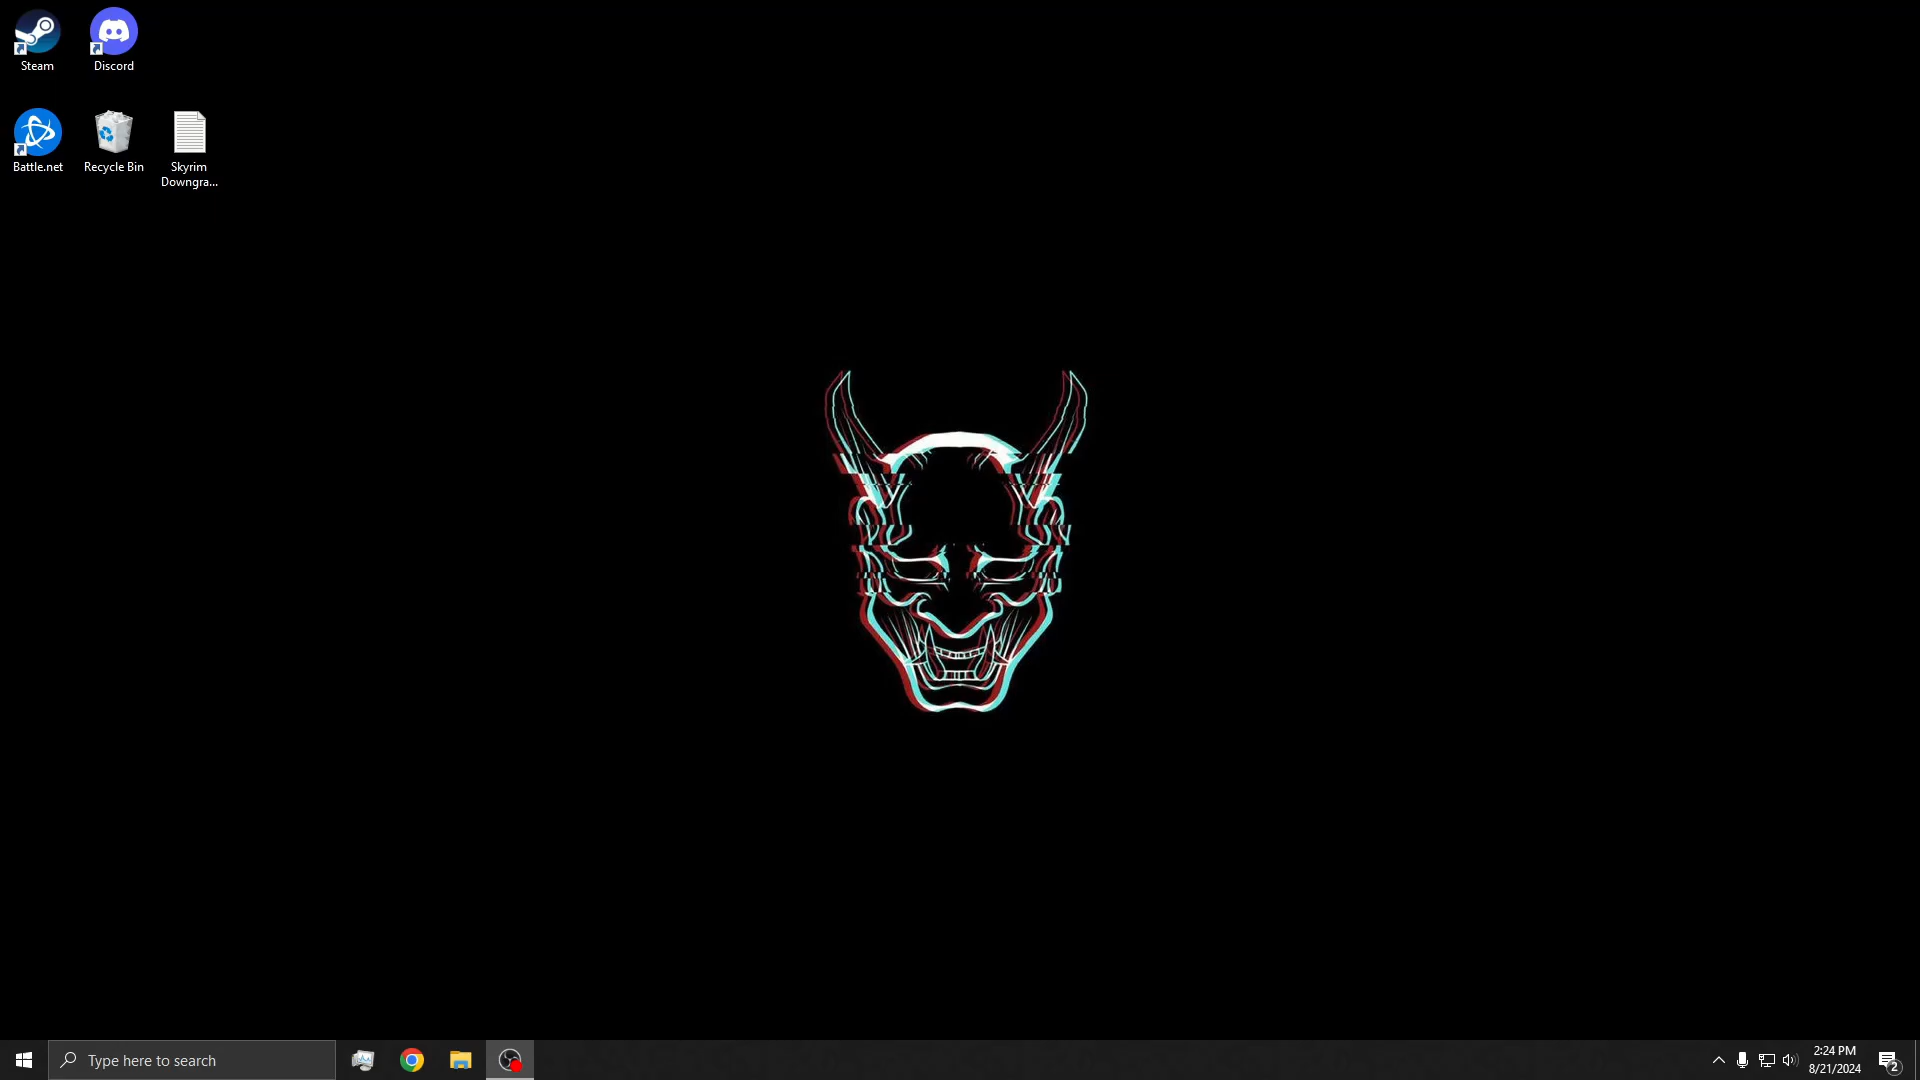 Steam
Discord
Battle.net
Recycle Bin
Skyrim
Downgra...
Type here to search
2:24 PM
8/21/2024
2